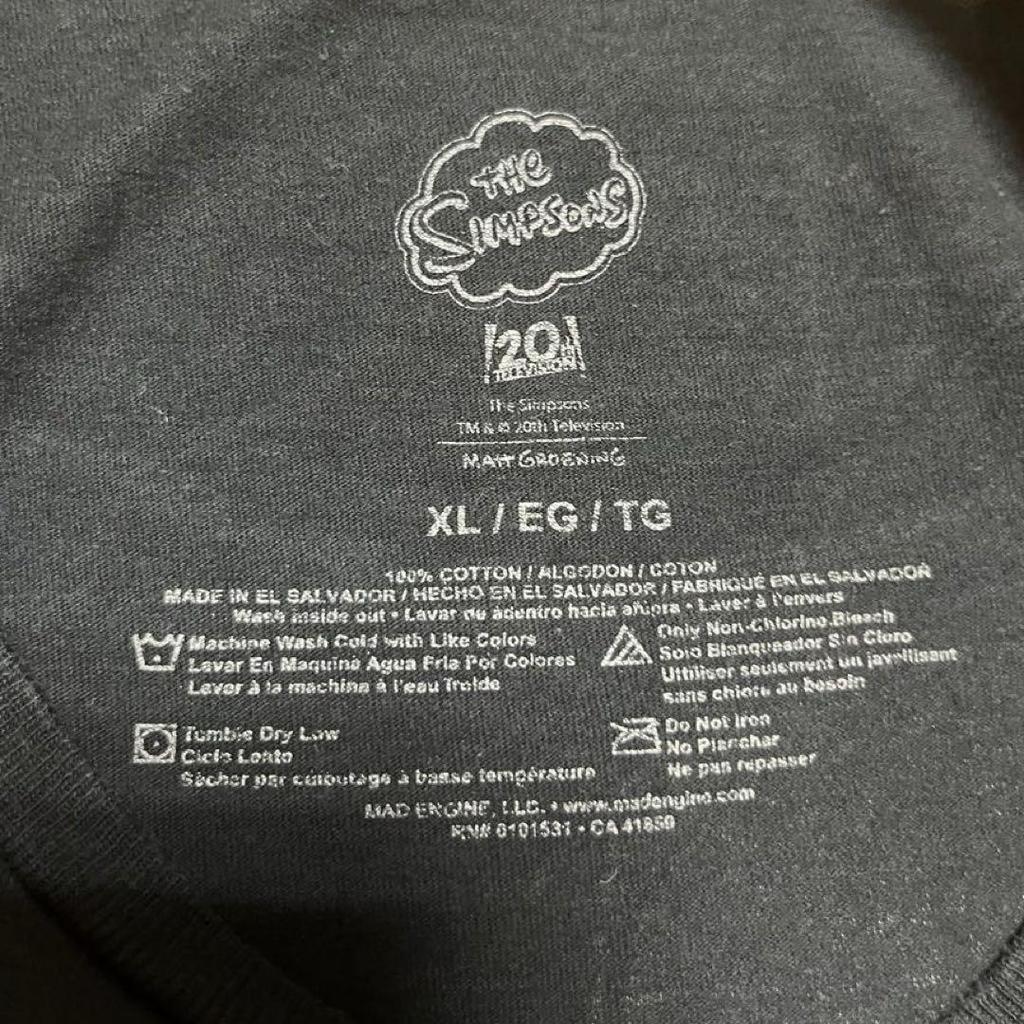 THE
SIMPSONS
20th
TELEVISION
The Simpsons
TM & © 20th Television
MATT GROENING
XL / EG / TG
100% COTTON / ALGODON / COTON
MADE IN EL SALVADOR / HECHO EN EL SALVADOR / FABRIQUÉ EN EL SALVADOR
Wash inside out • Lavar de adentro hacia afuera • Laver à l'envers
Machine Wash Cold with Like Colors
Lavar En Maquina Agua Fria Por Colores
Laver à la machine à l'eau froide
Only Non-Chlorine Bleach
Solo Blanqueador Sin Cloro
Utiliser seulement un javellisant
sans chlore au besoin
Tumble Dry Low
Ciclo Lento
Sècher par culbutage à basse température
Do Not Iron
No Planchar
Ne pas repasser
MAD ENGINE, LLC. • www.madengine.com
RN# 0101531 • CA 41859